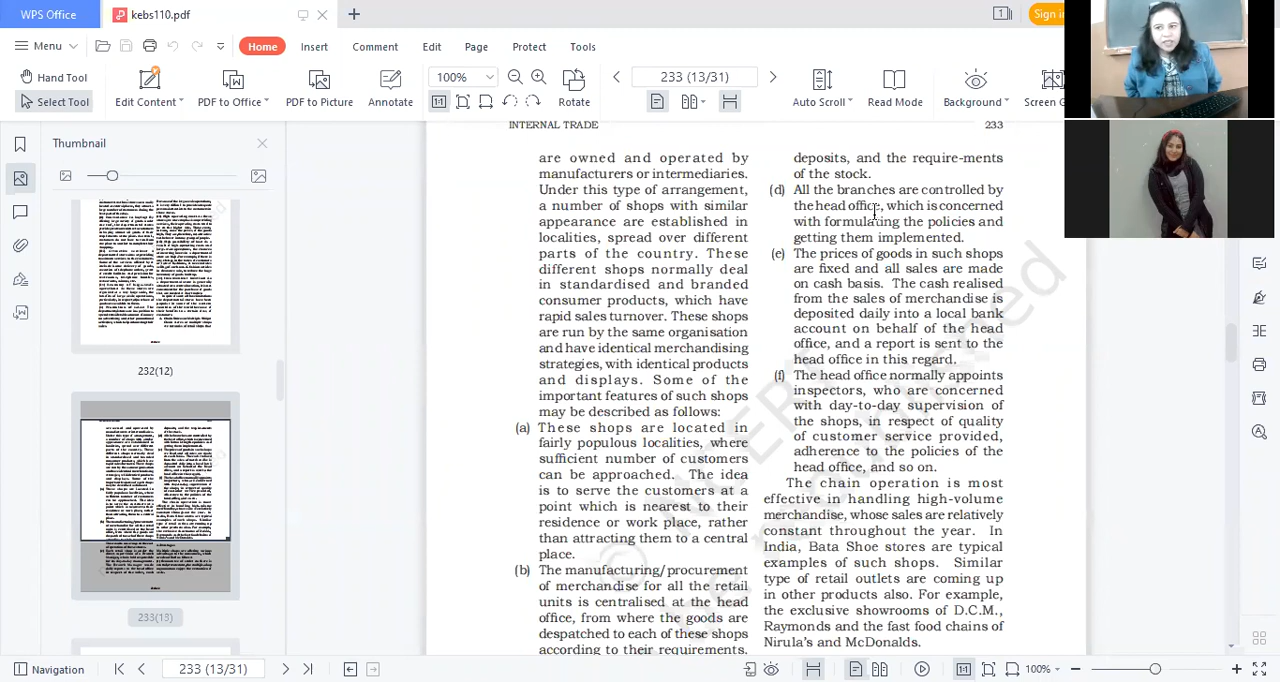 WPS Office
kebs110.pdf
1
Sign in
Menu
Home
Insert
Comment
Edit
Page
Protect
Tools
Hand Tool
Select Tool
Edit Content
PDF to Office
PDF to Picture
Annotate
100%
233 (13/31)
Rotate
Auto Scroll
Read Mode
Background
Screen G
Thumbnail
232(12)
233(13)
INTERNAL TRADE
233
are owned and operated by
manufacturers or intermediaries.
Under this type of arrangement,
a number of shops with similar
appearance are established in
localities, spread over different
parts of the country. These
different shops normally deal
in standardised and branded
consumer products, which have
rapid sales turnover. These shops
are run by the same organisation
and have identical merchandising
strategies, with identical products
and displays. Some of the
important features of such shops
may be described as follows:
(a) These shops are located in
fairly populous localities, where
sufficient number of customers
can be approached. The idea
is to serve the customers at a
point which is nearest to their
residence or work place, rather
than attracting them to a central
place.
(b) The manufacturing/procurement
of merchandise for all the retail
units is centralised at the head
office, from where the goods are
despatched to each of these shops
according to their requirements.
deposits, and the require-ments
of the stock.
(d) All the branches are controlled by
the head office, which is concerned
with formulating the policies and
getting them implemented.
(e) The prices of goods in such shops
are fixed and all sales are made
on cash basis. The cash realised
from the sales of merchandise is
deposited daily into a local bank
account on behalf of the head
office, and a report is sent to the
head office in this regard.
(f) The head office normally appoints
inspectors, who are concerned
with day-to-day supervision of
the shops, in respect of quality
of customer service provided,
adherence to the policies of the
head office, and so on.
The chain operation is most
effective in handling high-volume
merchandise, whose sales are relatively
constant throughout the year. In
India, Bata Shoe stores are typical
examples of such shops. Similar
type of retail outlets are coming up
in other products also. For example,
the exclusive showrooms of D.C.M.,
Raymonds and the fast food chains of
Nirula's and McDonalds.
Navigation
233 (13/31)
100%